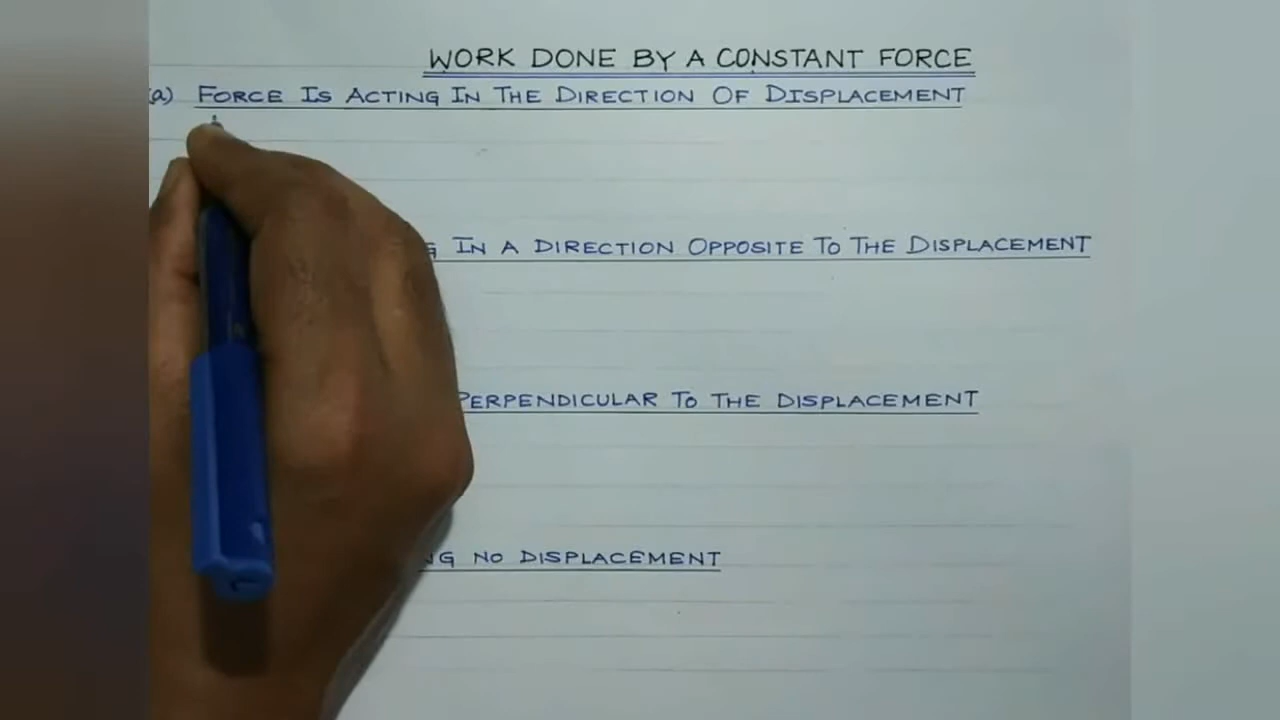 WORK DONE BY A CONSTANT FORCE
(a) FORCE IS ACTING IN THE DIRECTION OF DISPLACEMENT
IN A DIRECTION OPPOSITE TO THE DISPLACEMENT
PERPENDICULAR TO THE DISPLACEMENT
NO DISPLACEMENT